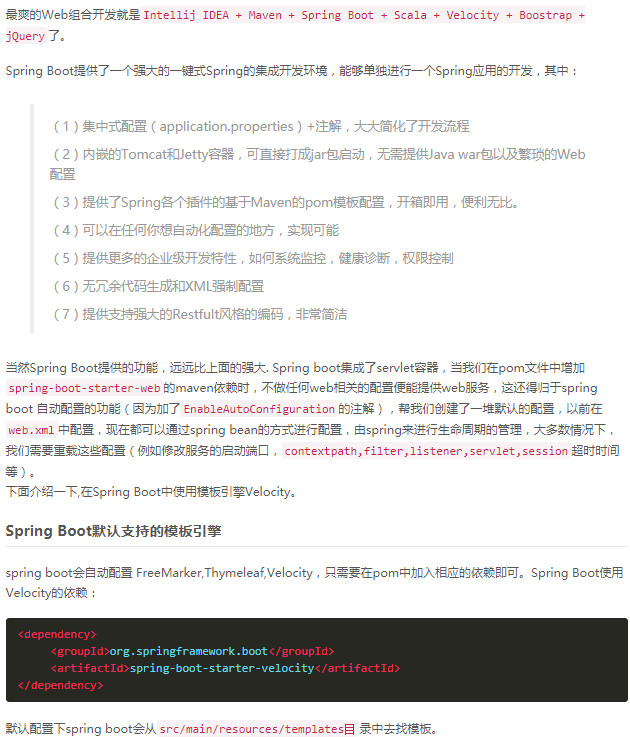 最爽的Web组合开发就是 Intellij IDEA + Maven + Spring Boot + Scala + Velocity + Boostrap +
jQuery 了。
Spring Boot提供了一个强大的一键式Spring的集成开发环境，能够单独进行一个Spring应用的开发，其中：
（1）集中式配置（application.properties）+注解，大大简化了开发流程
（2）内嵌的Tomcat和Jetty容器，可直接打成jar包启动，无需提供Java war包以及繁琐的Web
配置
（3）提供了Spring各个插件的基于Maven的pom模板配置，开箱即用，便利无比。
（4）可以在任何你想自动化配置的地方，实现可能
（5）提供更多的企业级开发特性，如何系统监控，健康诊断，权限控制
（6）无冗余代码生成和XML强制配置
（7）提供支持强大的Restfult风格的编码，非常简洁
当然Spring Boot提供的功能，远远比上面的强大. Spring boot集成了servlet容器，当我们在pom文件中增加
spring-boot-starter-web 的maven依赖时，不做任何web相关的配置便能提供web服务，这还得归于spring
boot 自动配置的功能（因为加了 EnableAutoConfiguration 的注解），帮我们创建了一堆默认的配置，以前在
web.xml 中配置，现在都可以通过spring bean的方式进行配置，由spring来进行生命周期的管理，大多数情况下，
我们需要重载这些配置（例如修改服务的启动端口，contextpath,filter,listener,servlet,session 超时时间
等）。
下面介绍一下,在Spring Boot中使用模板引擎Velocity。
Spring Boot默认支持的模板引擎
spring boot会自动配置 FreeMarker,Thymeleaf,Velocity，只需要在pom中加入相应的依赖即可。Spring Boot使用
Velocity的依赖：
<dependency>
<groupId>org.springframework.boot</groupId>
<artifactId>spring-boot-starter-velocity</artifactId>
</dependency>
默认配置下spring boot会从 src/main/resources/templates目 录中去找模板。